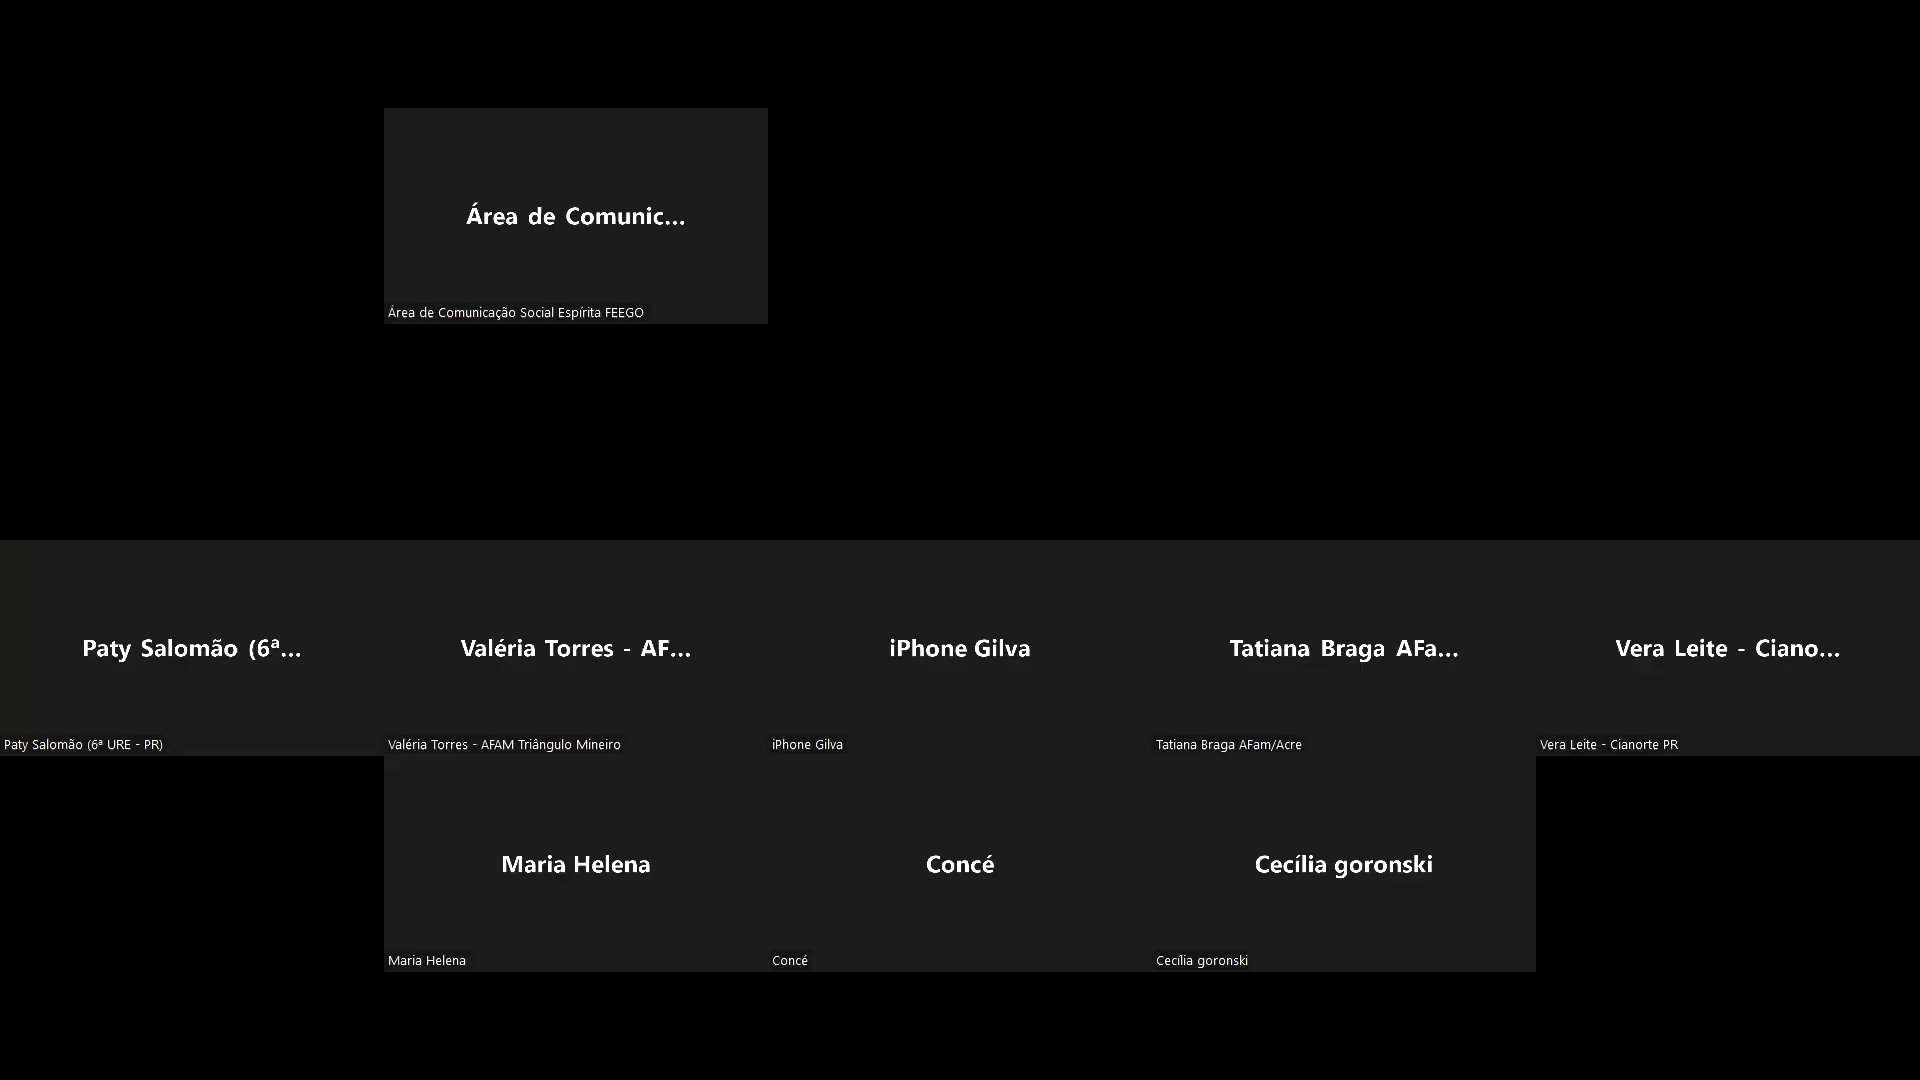 Área de Comunic...
Área de Comunicação Social Espírita FEEGO
Paty Salomão (6ª...
Valéria Torres - AF...
iPhone Gilva
Tatiana Braga AFa...
Vera Leite - Ciano...
Paty Salomão (6ª URE - PR)
Valéria Torres - AFAM Triângulo Mineiro
iPhone Gilva
Tatiana Braga AFam/Acre
Vera Leite - Cianorte PR
Maria Helena
Concé
Cecília goronski
Maria Helena
Concé
Cecília goronski